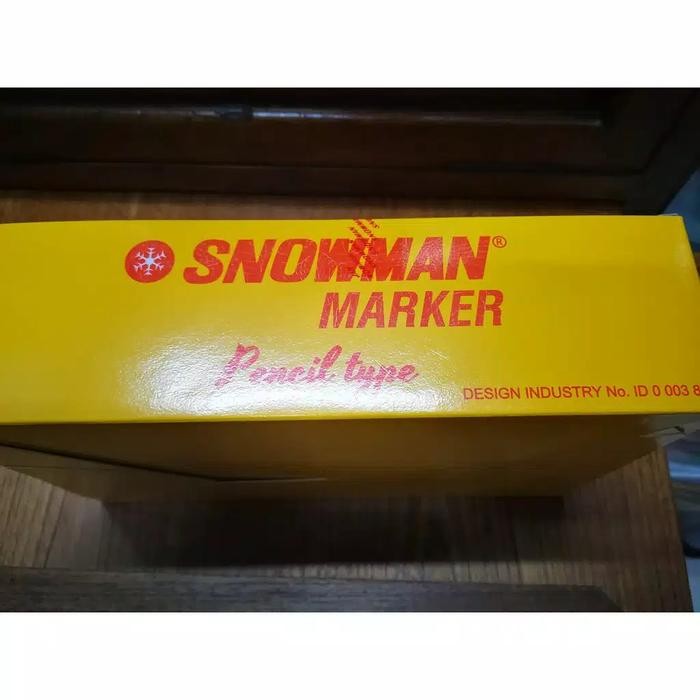 SNOWMAN®
MARKER
Pencil type
DESIGN INDUSTRY No. ID 0 003 8